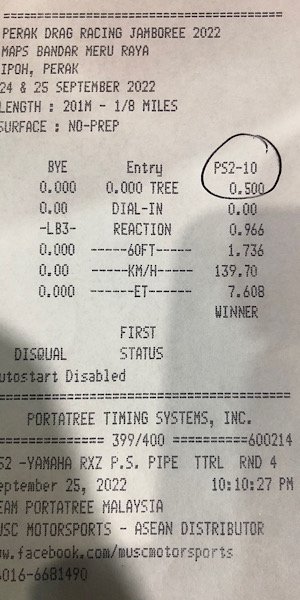 ================================
PERAK DRAG RACING JAMBOREE 2022
MAPS BANDAR MERU RAYA
IPOH, PERAK
24 & 25 SEPTEMBER 2022
LENGTH : 201M - 1/8 MILES
SURFACE : NO-PREP
BYE Entry PS2-10
0.000 0.000 TREE 0.500
0.00 DIAL-IN 0.00
-LB3- REACTION 0.966
0.000 ------60FT------ 1.736
0.00 ------KM/H------ 139.70
0.000 -------ET------- 7.608
WINNER
FIRST
DISQUAL STATUS
utostart Disabled
================================
PORTATREE TIMING SYSTEMS, INC.
============ 399/400 ==========600214
S2 -YAMAHA RXZ P.S. PIPE TTRL RND 4
eptember 25, 2022 10:10:27 PM
EAM PORTATREE MALAYSIA
USC MOTORSPORTS - ASEAN DISTRIBUTOR
w.facebook.com/muscmotorsports
6016-6681490